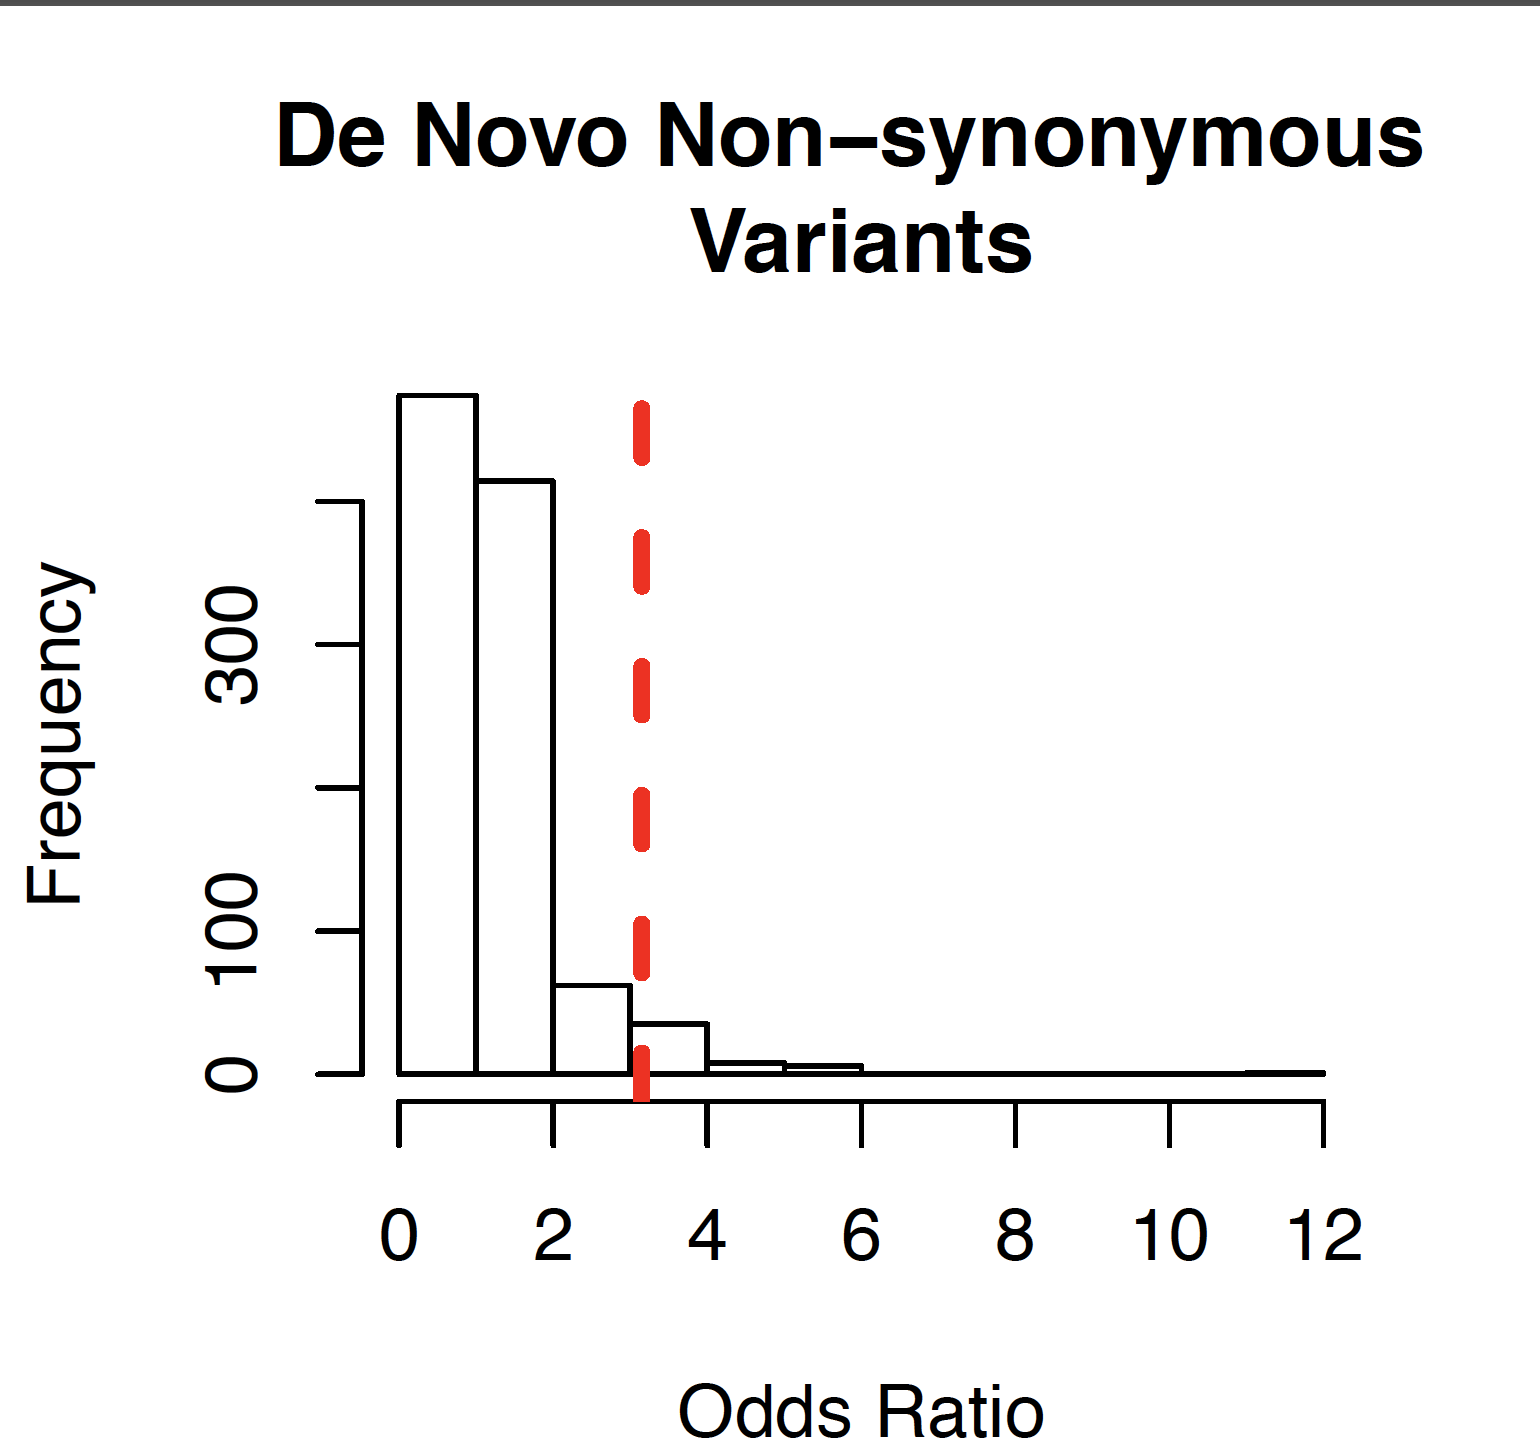 De Novo Non−synonymous
Variants
Frequency
0 100 300
0 2 4 6 8 10 12
Odds Ratio